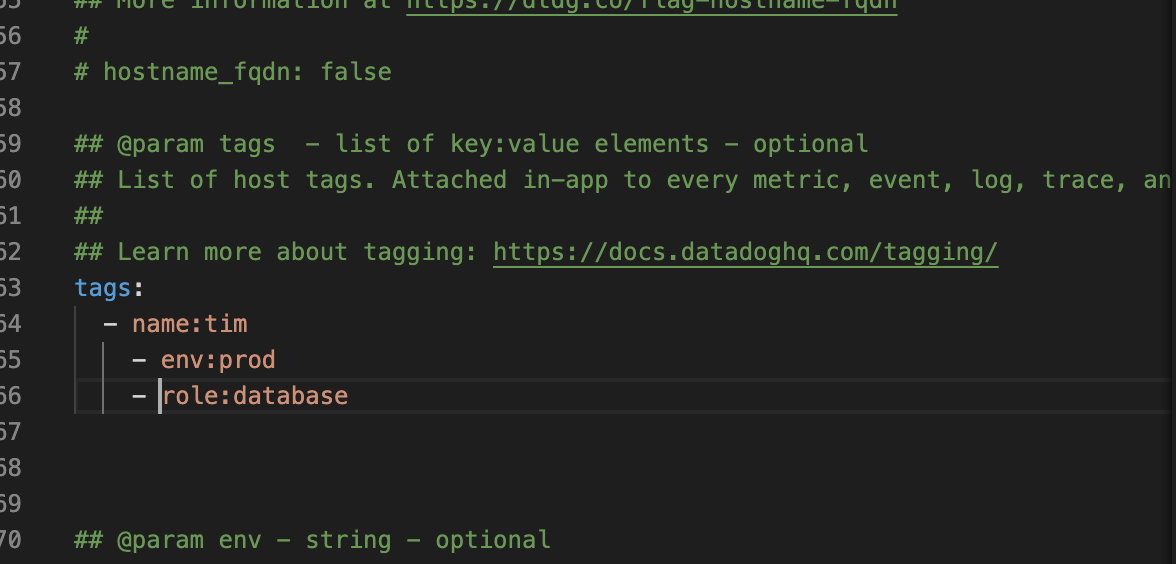 ## More information at https://dtdg.co/flag-hostname-fqdn
56
#
57
# hostname_fqdn: false
58
59
## @param tags  - list of key:value elements - optional
60
## List of host tags. Attached in-app to every metric, event, log, trace, an
61
##
62
## Learn more about tagging: https://docs.datadoghq.com/tagging/
63
tags:
64
  - name:tim
65
    - env:prod
66
    - role:database
67
68
69
70
## @param env - string - optional